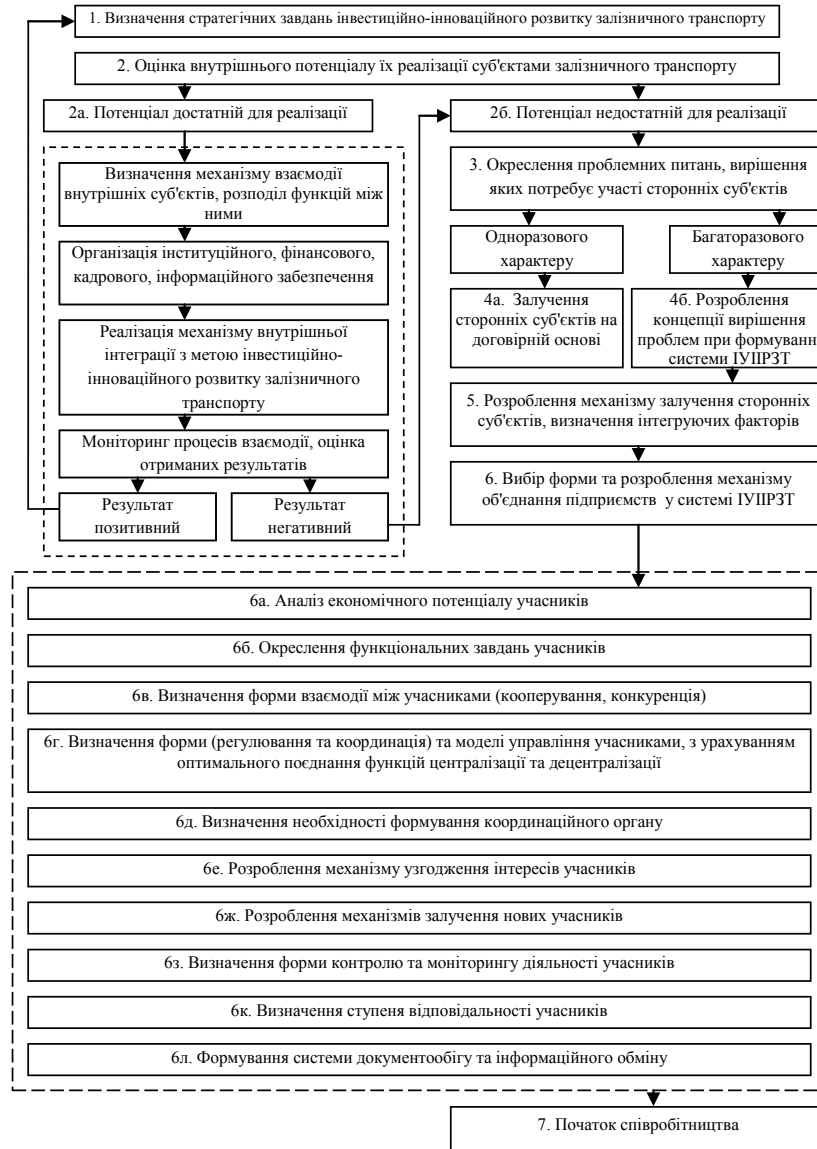 1. Визначення стратегічних завдань інвестиційно-інноваційного розвитку залізничного транспорту
2. Оцінка внутрішнього потенціалу їх реалізації суб'єктами залізничного транспорту
2а. Потенціал достатній для реалізації
2б. Потенціал недостатній для реалізації
Визначення механізму взаємодії
внутрішніх суб'єктів, розподіл функцій між
ними
Організація інституційного, фінансового,
кадрового, інформаційного забезпечення
Реалізація механізму внутрішньої
інтеграції з метою інвестиційно-
інноваційного розвитку залізничного
транспорту
Моніторинг процесів взаємодії, оцінка
отриманих результатів
Результат
позитивний
Результат
негативний
3. Окреслення проблемних питань, вирішення
яких потребує участі сторонніх суб'єктів
Одноразового
характеру
Багаторазового
характеру
4а. Залучення
сторонніх суб'єктів на
договірній основі
4б. Розроблення
концепції вирішення
проблем при формуванн
системи ІУІІРЗТ
5. Розроблення механізму залучення сторонніх
суб'єктів, визначення інтегруючих факторів
6. Вибір форми та розроблення механізму
об'єднання підприємств у системі ІУІІРЗТ
6а. Аналіз економічного потенціалу учасників
6б. Окреслення функціональних завдань учасників
6в. Визначення форми взаємодії між учасниками (кооперування, конкуренція)
6г. Визначення форми (регулювання та координація) та моделі управління учасниками, з урахуванням
оптимального поєднання функцій централізації та децентралізації
6д. Визначення необхідності формування координаційного органу
6е. Розроблення механізму узгодження інтересів учасників
6ж. Розроблення механізмів залучення нових учасників
6з. Визначення форми контролю та моніторингу діяльності учасників
6к. Визначення ступеня відповідальності учасників
6л. Формування системи документообігу та інформаційного обміну
7. Початок співробітництва